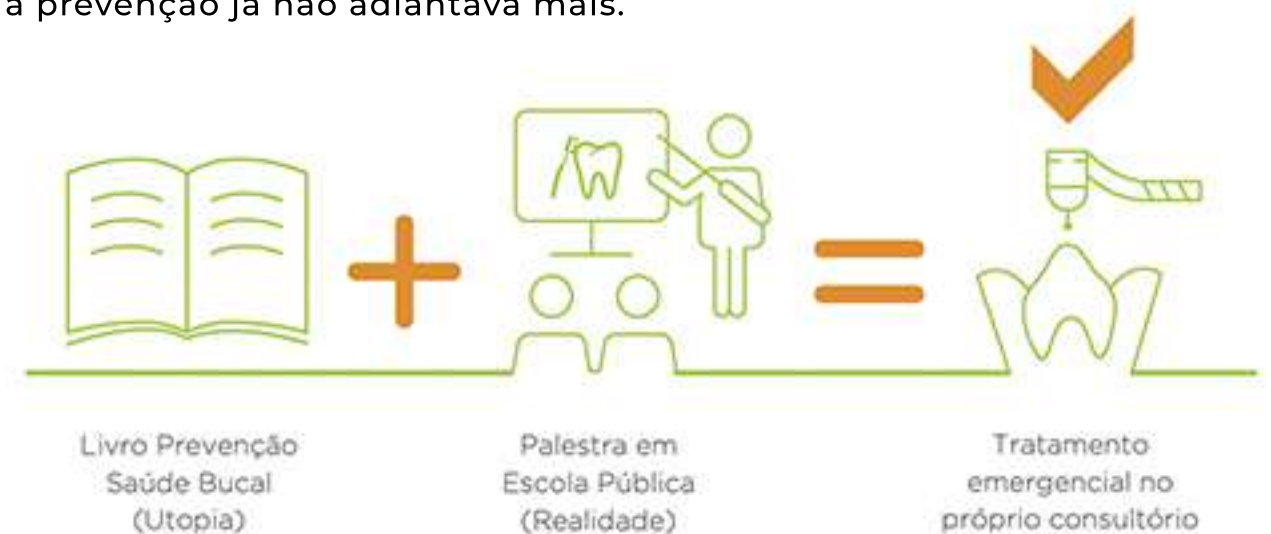 a prevenção já não adiantava mais.
Livro Prevenção
Saúde Bucal
(Utopia)
Palestra em
Escola Pública
(Realidade)
Tratamento
emergencial no
próprio consultório